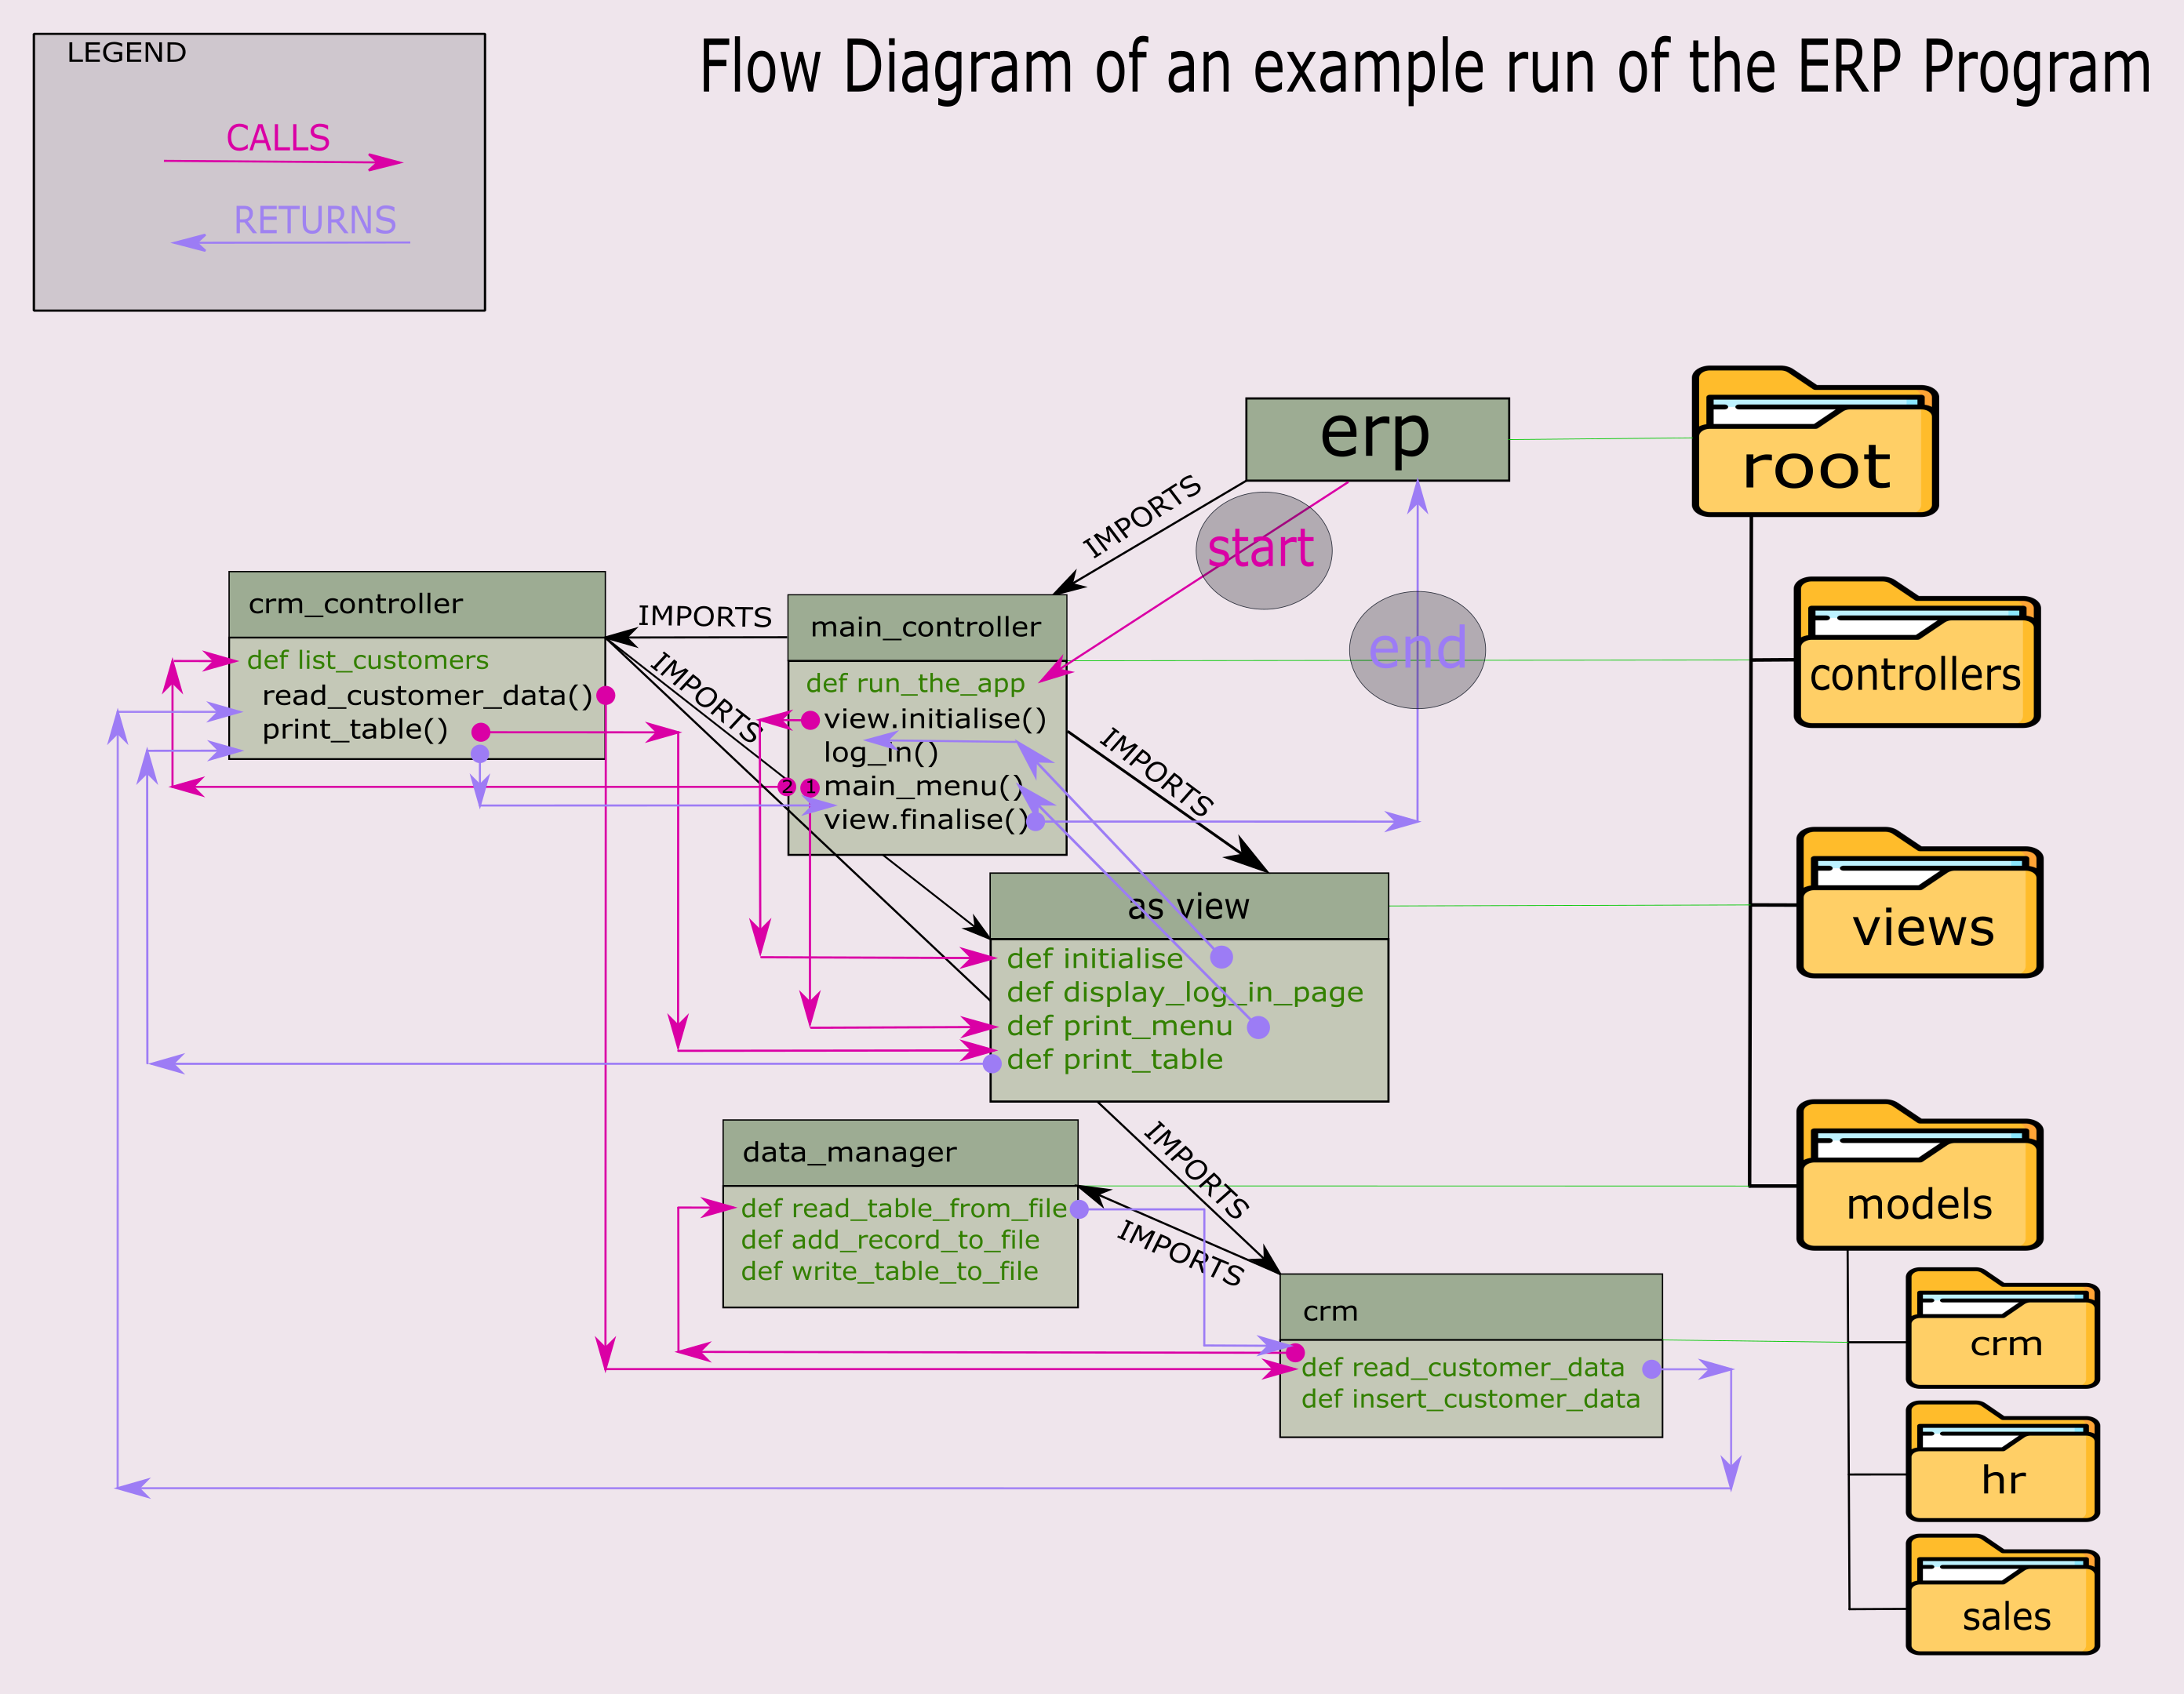 Flow Diagram of an example run of the ERP Program
LEGEND
CALLS
RETURNS
erp
root
IMPORTS
start
end
crm_controller
def list_customers
read_customer_data()
print_table()
IMPORTS
IMPORTS
main_controller
def run_the_app
view.initialise()
log_in()
2 1 main_menu()
view.finalise()
IMPORTS
controllers
as view
def initialise
def display_log_in_page
def print_menu
def print_table
views
data_manager
def read_table_from_file
def add_record_to_file
def write_table_to_file
IMPORTS
IMPORTS
models
crm
def read_customer_data
def insert_customer_data
crm
hr
sales